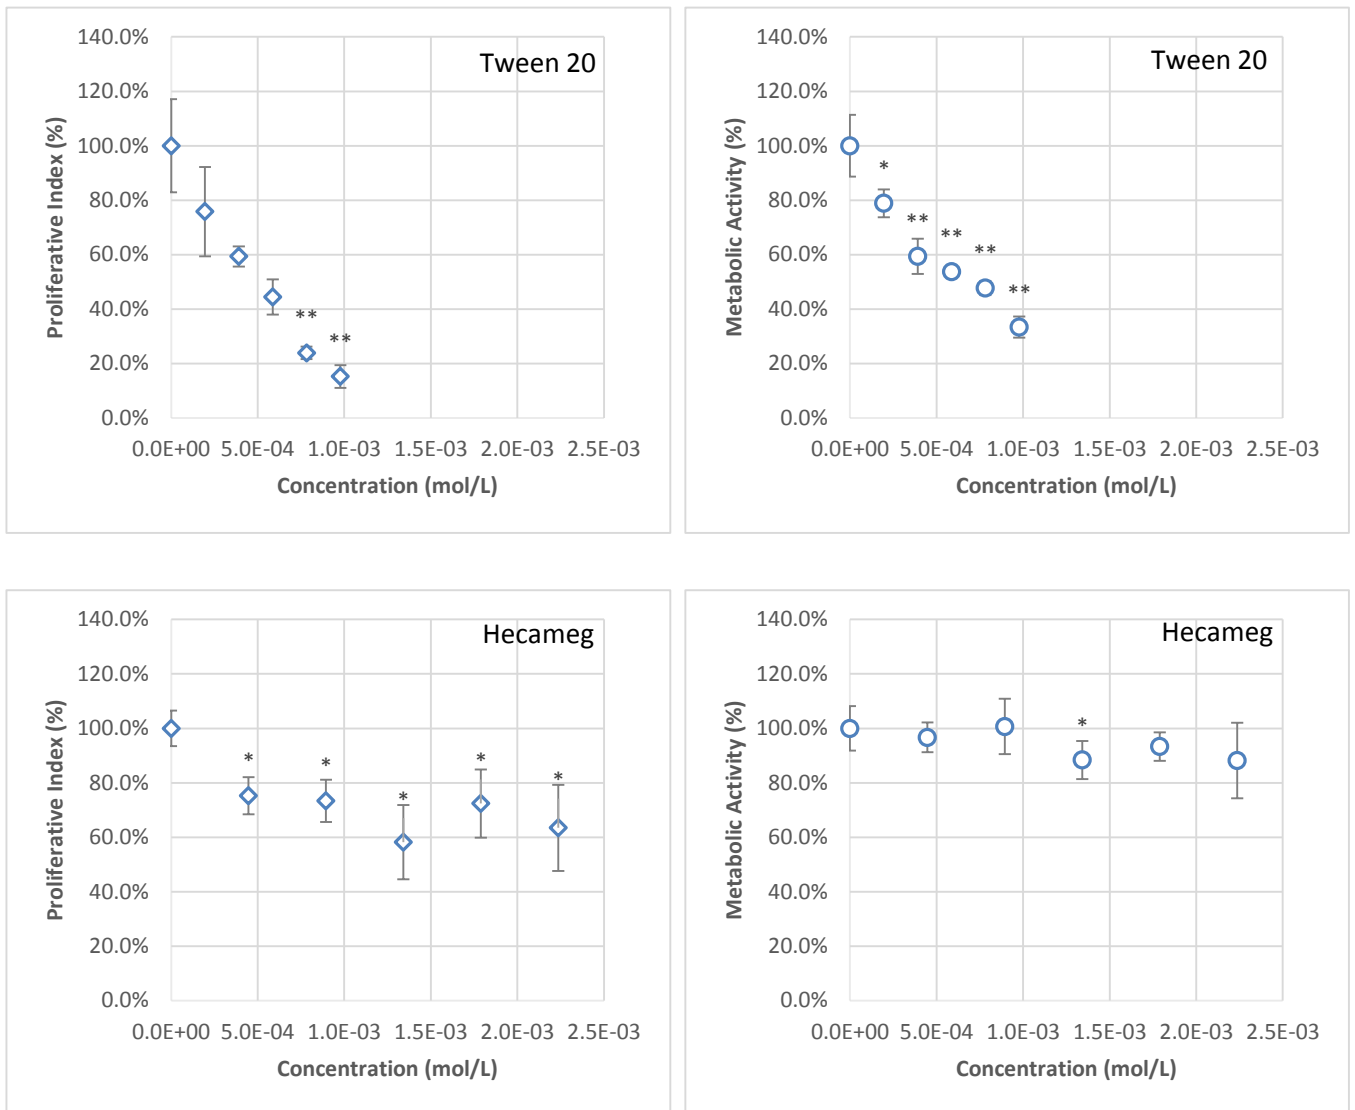 Tween 20
Proliferative Index (%)
140.0%
120.0%
100.0%
80.0%
60.0%
40.0%
20.0%
0.0%
**
**
0.0E+00 5.0E-04 1.0E-03 1.5E-03 2.0E-03 2.5E-03
Concentration (mol/L)
Tween 20
Metabolic Activity (%)
140.0%
120.0%
100.0%
80.0%
60.0%
40.0%
20.0%
0.0%
*
**
**
**
**
0.0E+00 5.0E-04 1.0E-03 1.5E-03 2.0E-03 2.5E-03
Concentration (mol/L)
Hecameg
Proliferative Index (%)
140.0%
120.0%
100.0%
80.0%
60.0%
40.0%
20.0%
0.0%
*
*
*
*
*
0.0E+00 5.0E-04 1.0E-03 1.5E-03 2.0E-03 2.5E-03
Concentration (mol/L)
Hecameg
Metabolic Activity (%)
140.0%
120.0%
100.0%
80.0%
60.0%
40.0%
20.0%
0.0%
*
0.0E+00 5.0E-04 1.0E-03 1.5E-03 2.0E-03 2.5E-03
Concentration (mol/L)